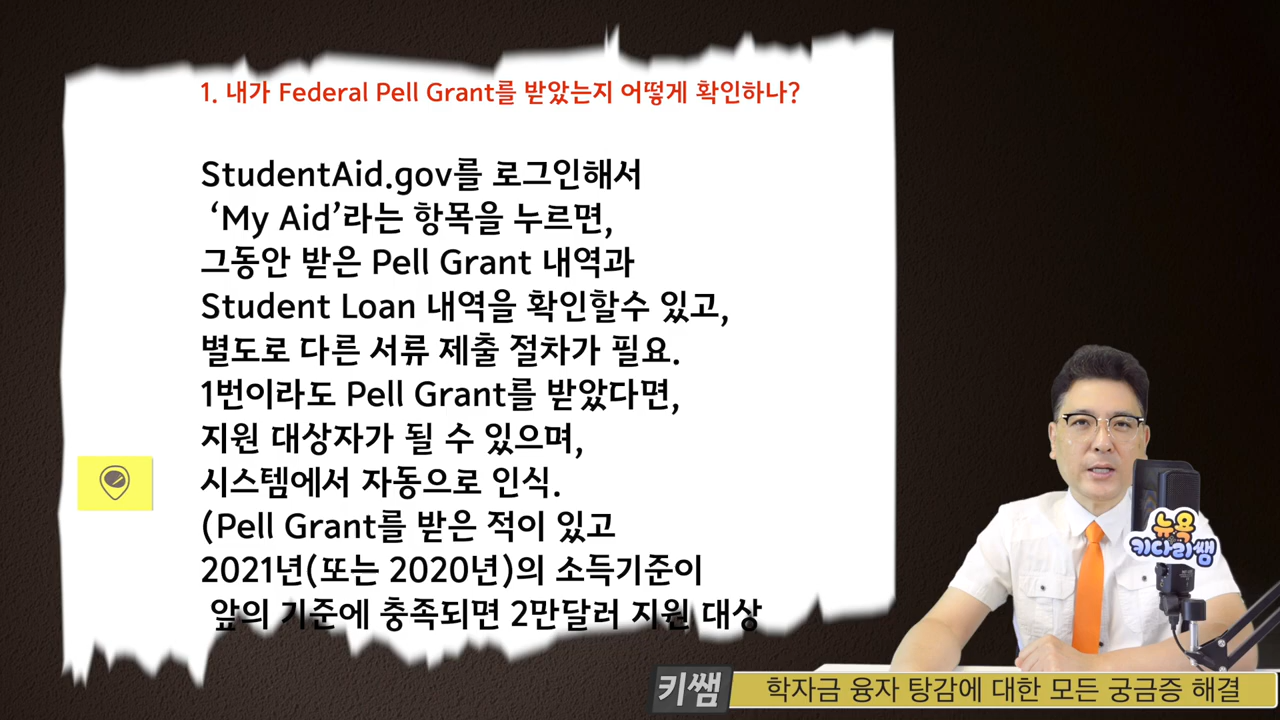 1. 내가 Federal Pell Grant를 받았는지 어떻게 확인하나?
StudentAid.gov를 로그인해서
‘My Aid’라는 항목을 누르면,
그동안 받은 Pell Grant 내역과
Student Loan 내역을 확인할수 있고,
별도로 다른 서류 제출 절차가 필요.
1번이라도 Pell Grant를 받았다면,
지원 대상자가 될 수 있으며,
시스템에서 자동으로 인식.
(Pell Grant를 받은 적이 있고
2021년(또는 2020년)의 소득기준이
앞의 기준에 충족되면 2만달러 지원 대상
뉴욕
키다리쌤
키쌤 학자금 융자 탕감에 대한 모든 궁금증 해결